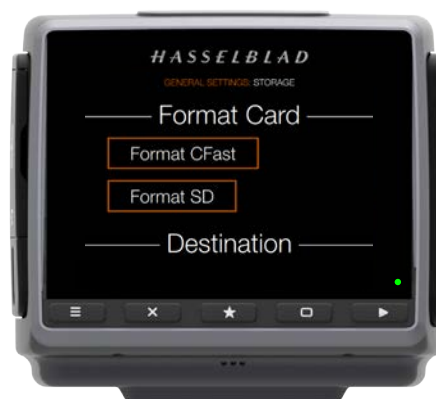 HASSELBLAD
GENERAL SETTINGS: STORAGE
Format Card
Format CFast
Format SD
Destination